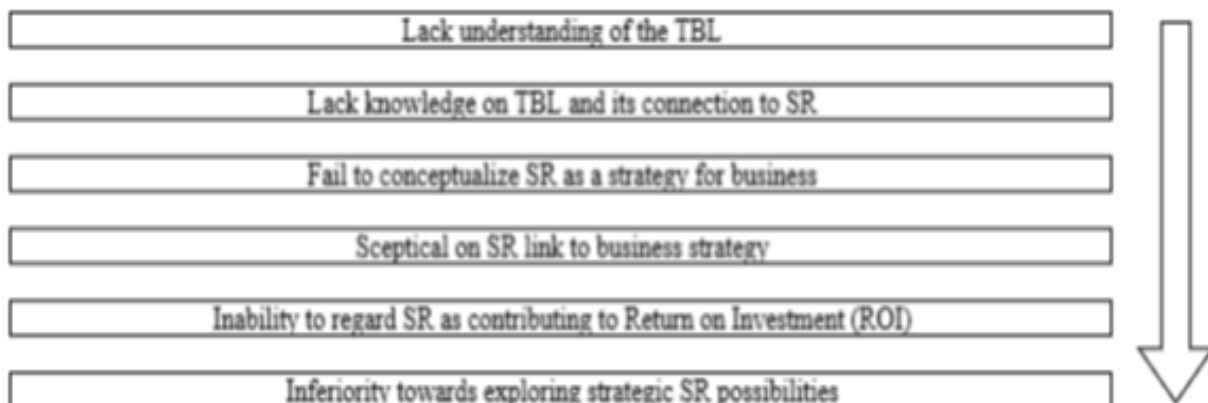 Lack understanding of the TBL
Lack knowledge on TBL and its connection to SR
Fail to conceptualize SR as a strategy for business
Sceptical on SR link to business strategy
Inability to regard SR as contributing to Return on Investment (ROI)
Inferiority towards exploring strategic SR possibilities